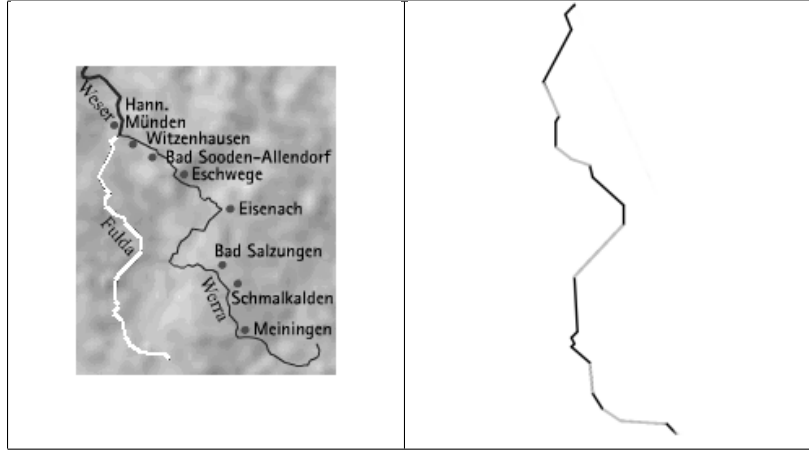 Weser
Hann.
Münden
Witzenhausen
Bad Sooden-Allendorf
Eschwege
Eisenach
Fulda
Bad Salzungen
Werra
Schmalkalden
Meiningen